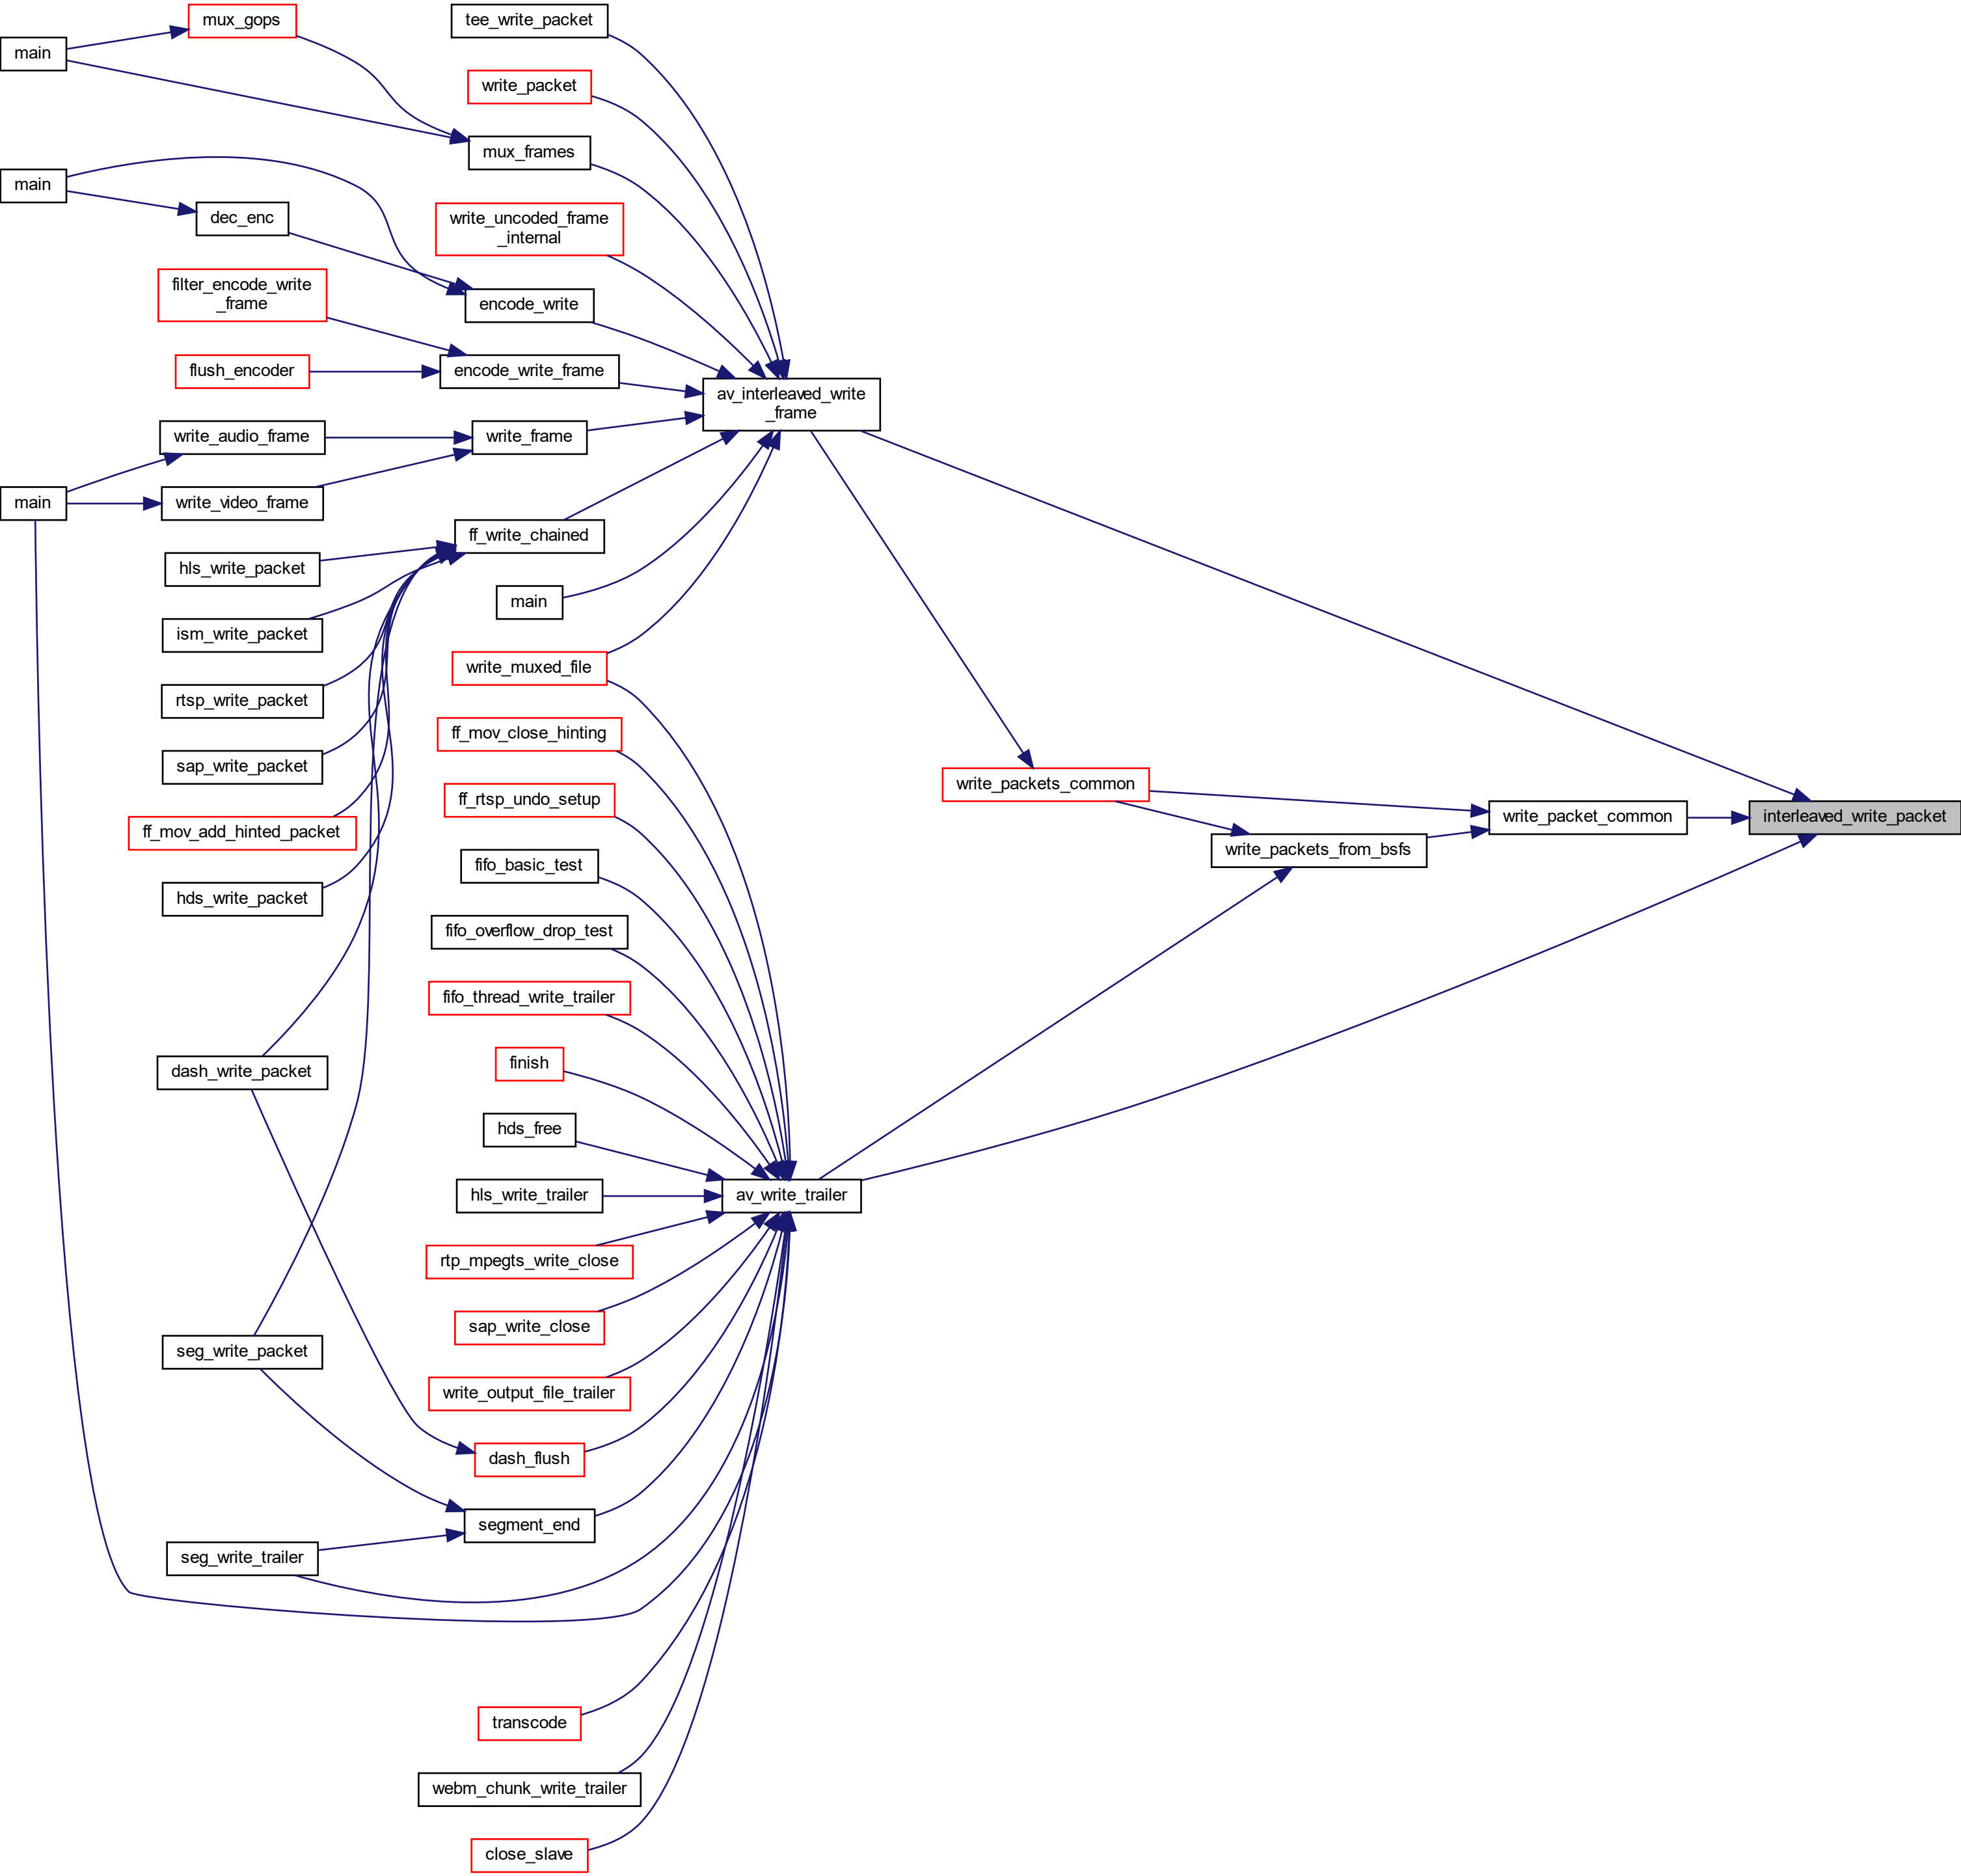 tee_write_packet
mux_gops
main
write_packet
mux_frames
main
dec_enc
write_uncoded_frame
_internal
filter_encode_write
_frame
encode_write
flush_encoder
encode_write_frame
av_interleaved_write
_frame
write_audio_frame
write_frame
main
write_video_frame
ff_write_chained
hls_write_packet
main
ism_write_packet
write_muxed_file
rtsp_write_packet
ff_mov_close_hinting
sap_write_packet
write_packets_common
ff_rtsp_undo_setup
write_packet_common
interleaved_write_packet
ff_mov_add_hinted_packet
write_packets_from_bsfs
fifo_basic_test
hds_write_packet
fifo_overflow_drop_test
fifo_thread_write_trailer
finish
dash_write_packet
hds_free
hls_write_trailer
av_write_trailer
rtp_mpegts_write_close
sap_write_close
seg_write_packet
write_output_file_trailer
dash_flush
segment_end
seg_write_trailer
transcode
webm_chunk_write_trailer
close_slave